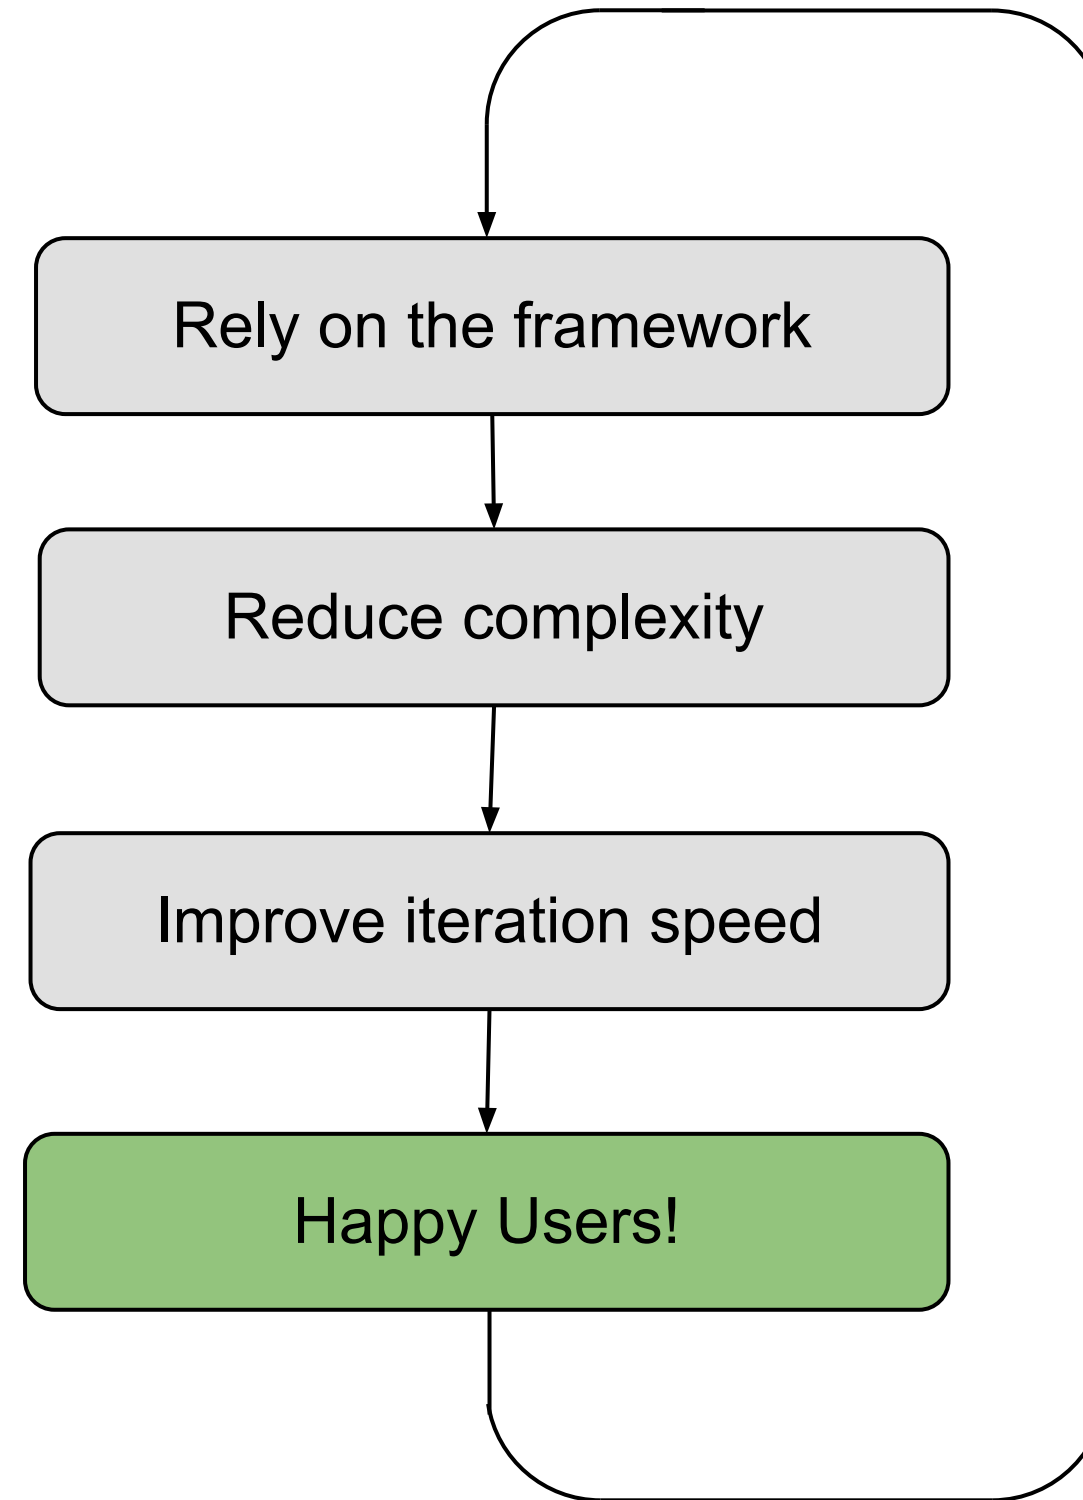 Rely on the framework
Reduce complexity
Improve iteration speed
Happy Users!